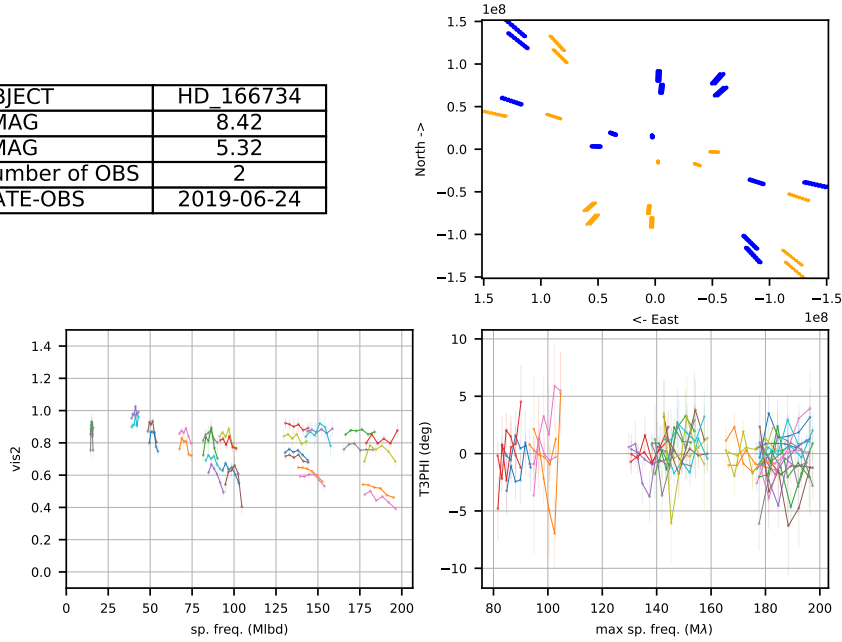 1e8
1.5
1.0
0.5
0.0
−0.5
−1.0
−1.5
North ->
1.5 1.0 0.5 0.0 −0.5 −1.0 −1.5
<- East
1e8
BJECT HD_166734
MAG 8.42
MAG 5.32
umber of OBS 2
ATE-OBS 2019-06-24
1.4
1.2
1.0
0.8
0.6
0.4
0.2
0.0
vis2
0 25 50 75 100 125 150 175 200
sp. freq. (Mlbd)
10
5
0
−5
−10
T3PHI (deg)
80 100 120 140 160 180 200
max sp. freq. (Mλ)